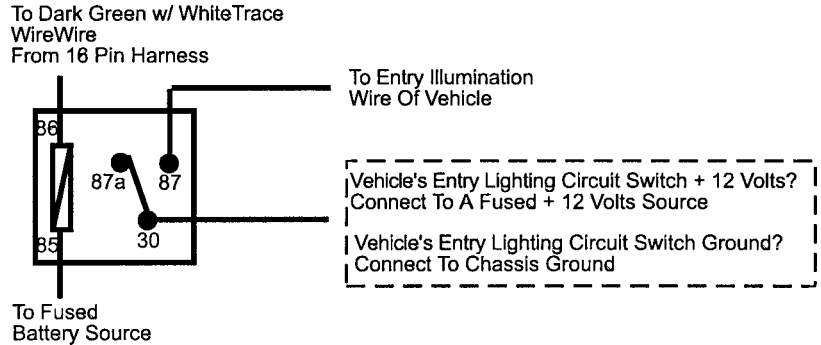 To Dark Green w/ WhiteTrace
WireWire
From 16 Pin Harness
To Entry Illumination
Wire Of Vehicle
86
87a
87
30
85
Vehicle's Entry Lighting Circuit Switch + 12 Volts?
Connect To A Fused + 12 Volts Source
Vehicle's Entry Lighting Circuit Switch Ground?
Connect To Chassis Ground
To Fused
Battery Source